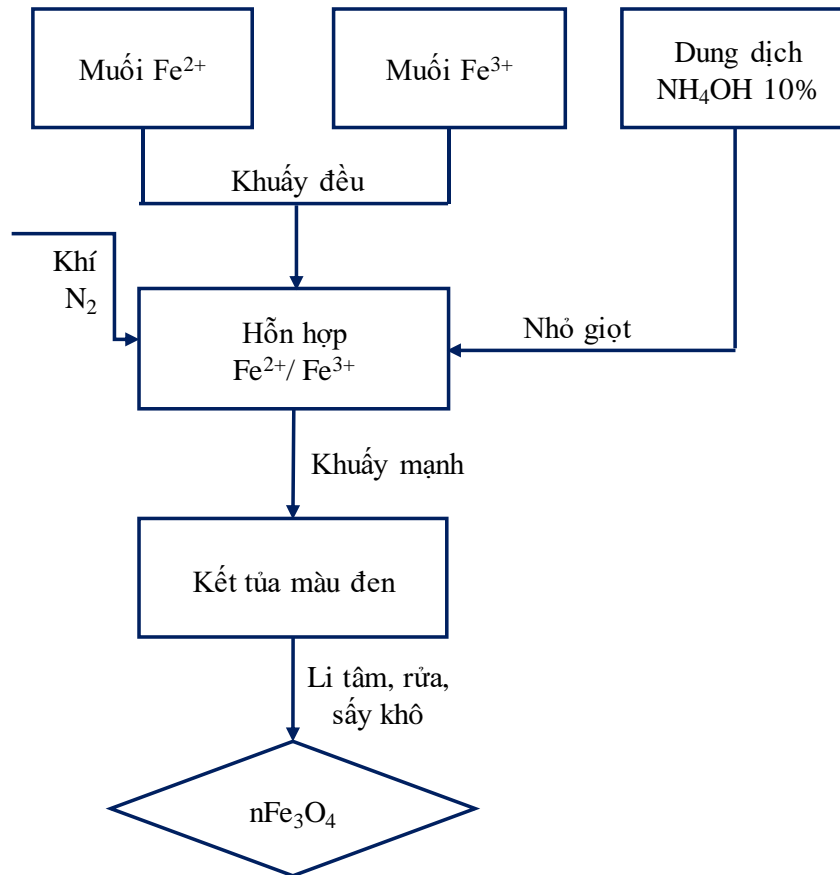 Muối Fe²⁺
Muối Fe³⁺
Dung dịch
NH₄OH 10%
Khuấy đều
Khí
N₂
Hỗn hợp
Fe²⁺/ Fe³⁺
Nhỏ giọt
Khuấy mạnh
Kết tủa màu đen
Li tâm, rửa,
sấy khô
nFe₃O₄